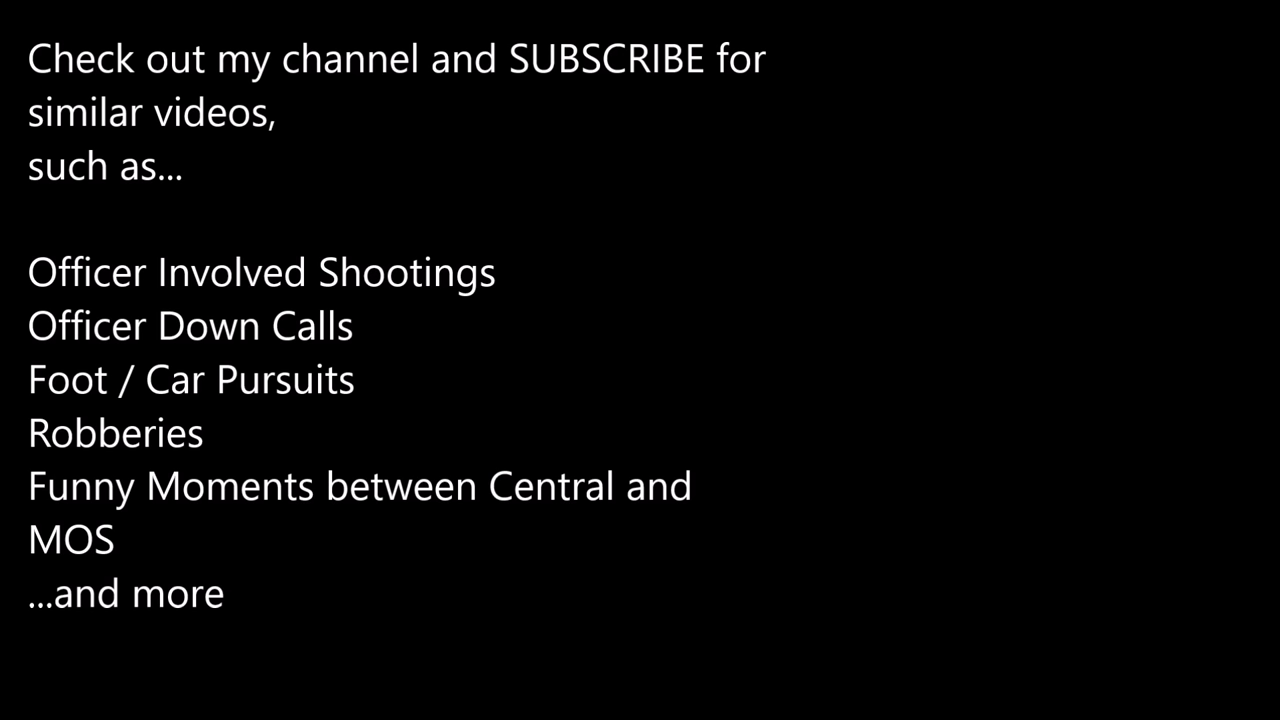 Check out my channel and SUBSCRIBE for
similar videos,
such as...
Officer Involved Shootings
Officer Down Calls
Foot / Car Pursuits
Robberies
Funny Moments between Central and
MOS
...and more